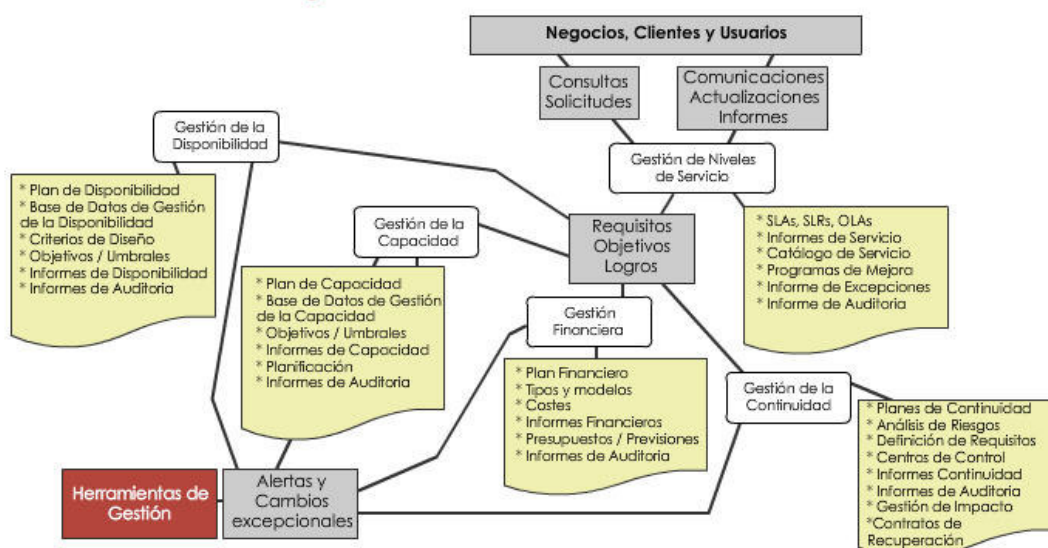 Negocios, Clientes y Usuarios
Consultas
Solicitudes
Comunicaciones
Actualizaciones
Informes
Gestión de la
Disponibilidad
Gestión de Niveles
de Servicio
* Plan de Disponibilidad
* Base de Datos de Gestión
de la Disponibilidad
* Criterios de Diseño
* Objetivos / Umbrales
* Informes de Disponibilidad
* Informes de Auditoria
Gestión de la
Capacidad
Requisitos
Objetivos
Logros
* SLAs, SLRs, OLAs
* Informes de Servicio
* Catálogo de Servicio
* Programas de Mejora
* Informe de Excepciones
* Informe de Auditoria
* Plan de Capacidad
* Base de Datos de Gestión
de la Capacidad
* Objetivos / Umbrales
* Informes de Capacidad
* Planificación
* Informes de Auditoria
Gestión
Financiera
* Plan Financiero
* Tipos y modelos
* Costes
* Informes Financieros
* Presupuestos / Previsiones
* Informes de Auditoria
Gestión de la
Continuidad
* Planes de Continuidad
* Análisis de Riesgos
* Definición de Requisitos
* Centros de Control
* Informes Continuidad
* Informes de Auditoria
* Gestión de Impacto
*Contratos de
Recuperación
Herramientas de
Gestión
Alertas y
Cambios
excepcionales